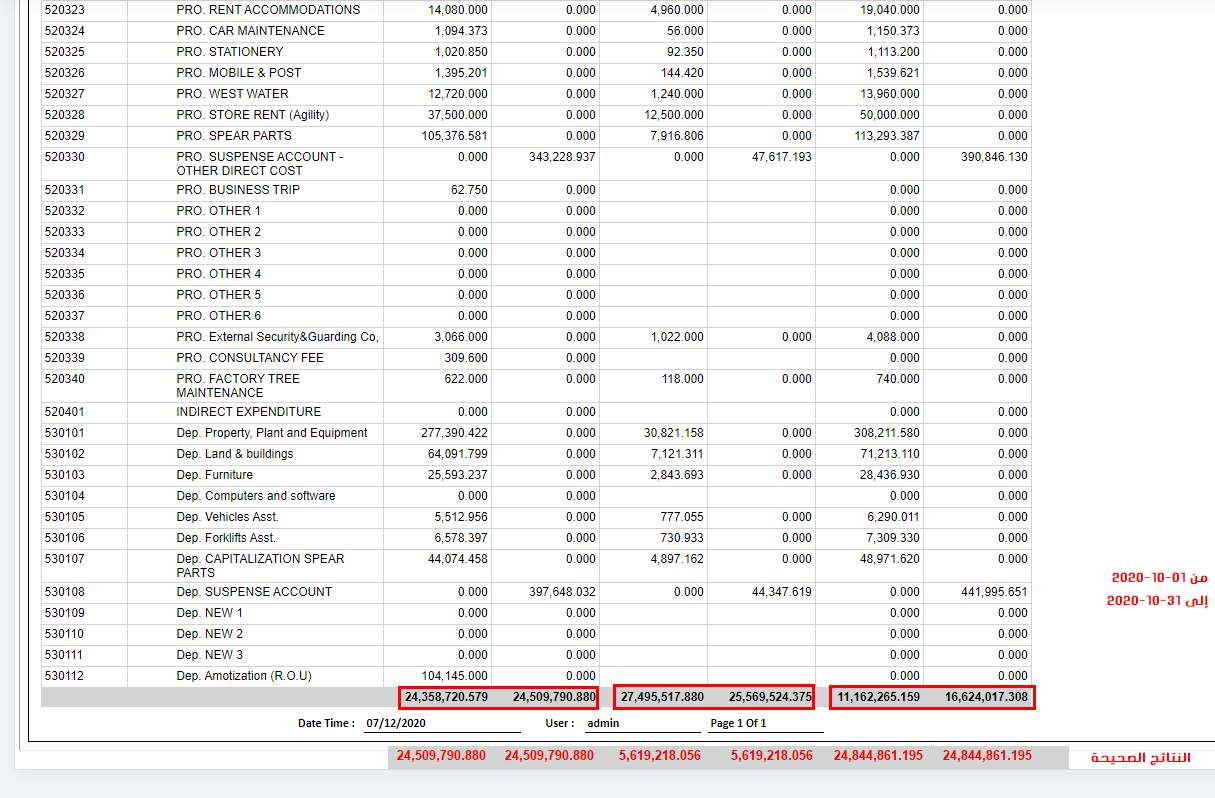 520323 PRO. RENT ACCOMMODATIONS 14,080.000 0.000 4,960.000 0.000 19,040.000 0.000
520324 PRO. CAR MAINTENANCE 1,094.373 0.000 56.000 0.000 1,150.373 0.000
520325 PRO. STATIONERY 1,020.850 0.000 92.350 0.000 1,113.200 0.000
520326 PRO. MOBILE & POST 1,395.201 0.000 144.420 0.000 1,539.621 0.000
520327 PRO. WEST WATER 12,720.000 0.000 1,240.000 0.000 13,960.000 0.000
520328 PRO. STORE RENT (Agility) 37,500.000 0.000 12,500.000 0.000 50,000.000 0.000
520329 PRO. SPEAR PARTS 105,376.581 0.000 7,916.806 0.000 113,293.387 0.000
520330 PRO. SUSPENSE ACCOUNT - 0.000 343,228.937 0.000 47,617.193 0.000 390,846.130
OTHER DIRECT COST
520331 PRO. BUSINESS TRIP 62.750 0.000 0.000 0.000
520332 PRO. OTHER 1 0.000 0.000 0.000 0.000
520333 PRO. OTHER 2 0.000 0.000 0.000 0.000
520334 PRO. OTHER 3 0.000 0.000 0.000 0.000
520335 PRO. OTHER 4 0.000 0.000 0.000 0.000
520336 PRO. OTHER 5 0.000 0.000 0.000 0.000
520337 PRO. OTHER 6 0.000 0.000 0.000 0.000
520338 PRO. External Security&Guarding Co, 3,066.000 0.000 1,022.000 0.000 4,088.000 0.000
520339 PRO. CONSULTANCY FEE 309.600 0.000 0.000 0.000
520340 PRO. FACTORY TREE 622.000 0.000 118.000 0.000 740.000 0.000
MAINTENANCE
520401 INDIRECT EXPENDITURE 0.000 0.000 0.000 0.000
530101 Dep. Property, Plant and Equipment 277,390.422 0.000 30,821.158 0.000 308,211.580 0.000
530102 Dep. Land & buildings 64,091.799 0.000 7,121.311 0.000 71,213.110 0.000
530103 Dep. Furniture 25,593.237 0.000 2,843.693 0.000 28,436.930 0.000
530104 Dep. Computers and software 0.000 0.000 0.000 0.000
530105 Dep. Vehicles Asst. 5,512.956 0.000 777.055 0.000 6,290.011 0.000
530106 Dep. Forklifts Asst. 6,578.397 0.000 730.933 0.000 7,309.330 0.000
530107 Dep. CAPITALIZATION SPEAR 44,074.458 0.000 4,897.162 0.000 48,971.620 0.000
PARTS
من 01-10-2020
530108 Dep. SUSPENSE ACCOUNT 0.000 397,648.032 0.000 44,347.619 0.000 441,995.651
إلى 31-10-2020
530109 Dep. NEW 1 0.000 0.000 0.000 0.000
530110 Dep. NEW 2 0.000 0.000 0.000 0.000
530111 Dep. NEW 3 0.000 0.000 0.000 0.000
530112 Dep. Amotization (R.O.U) 104,145.000 0.000 0.000 0.000
24,358,720.579 24,509,790.880 27,495,517.880 25,569,524.375 11,162,265.159 16,624,017.308
Date Time : 07/12/2020 User : admin Page 1 Of 1
24,509,790.880 24,509,790.880 5,619,218.056 5,619,218.056 24,844,861.195 24,844,861.195 النتائج الصحيحة